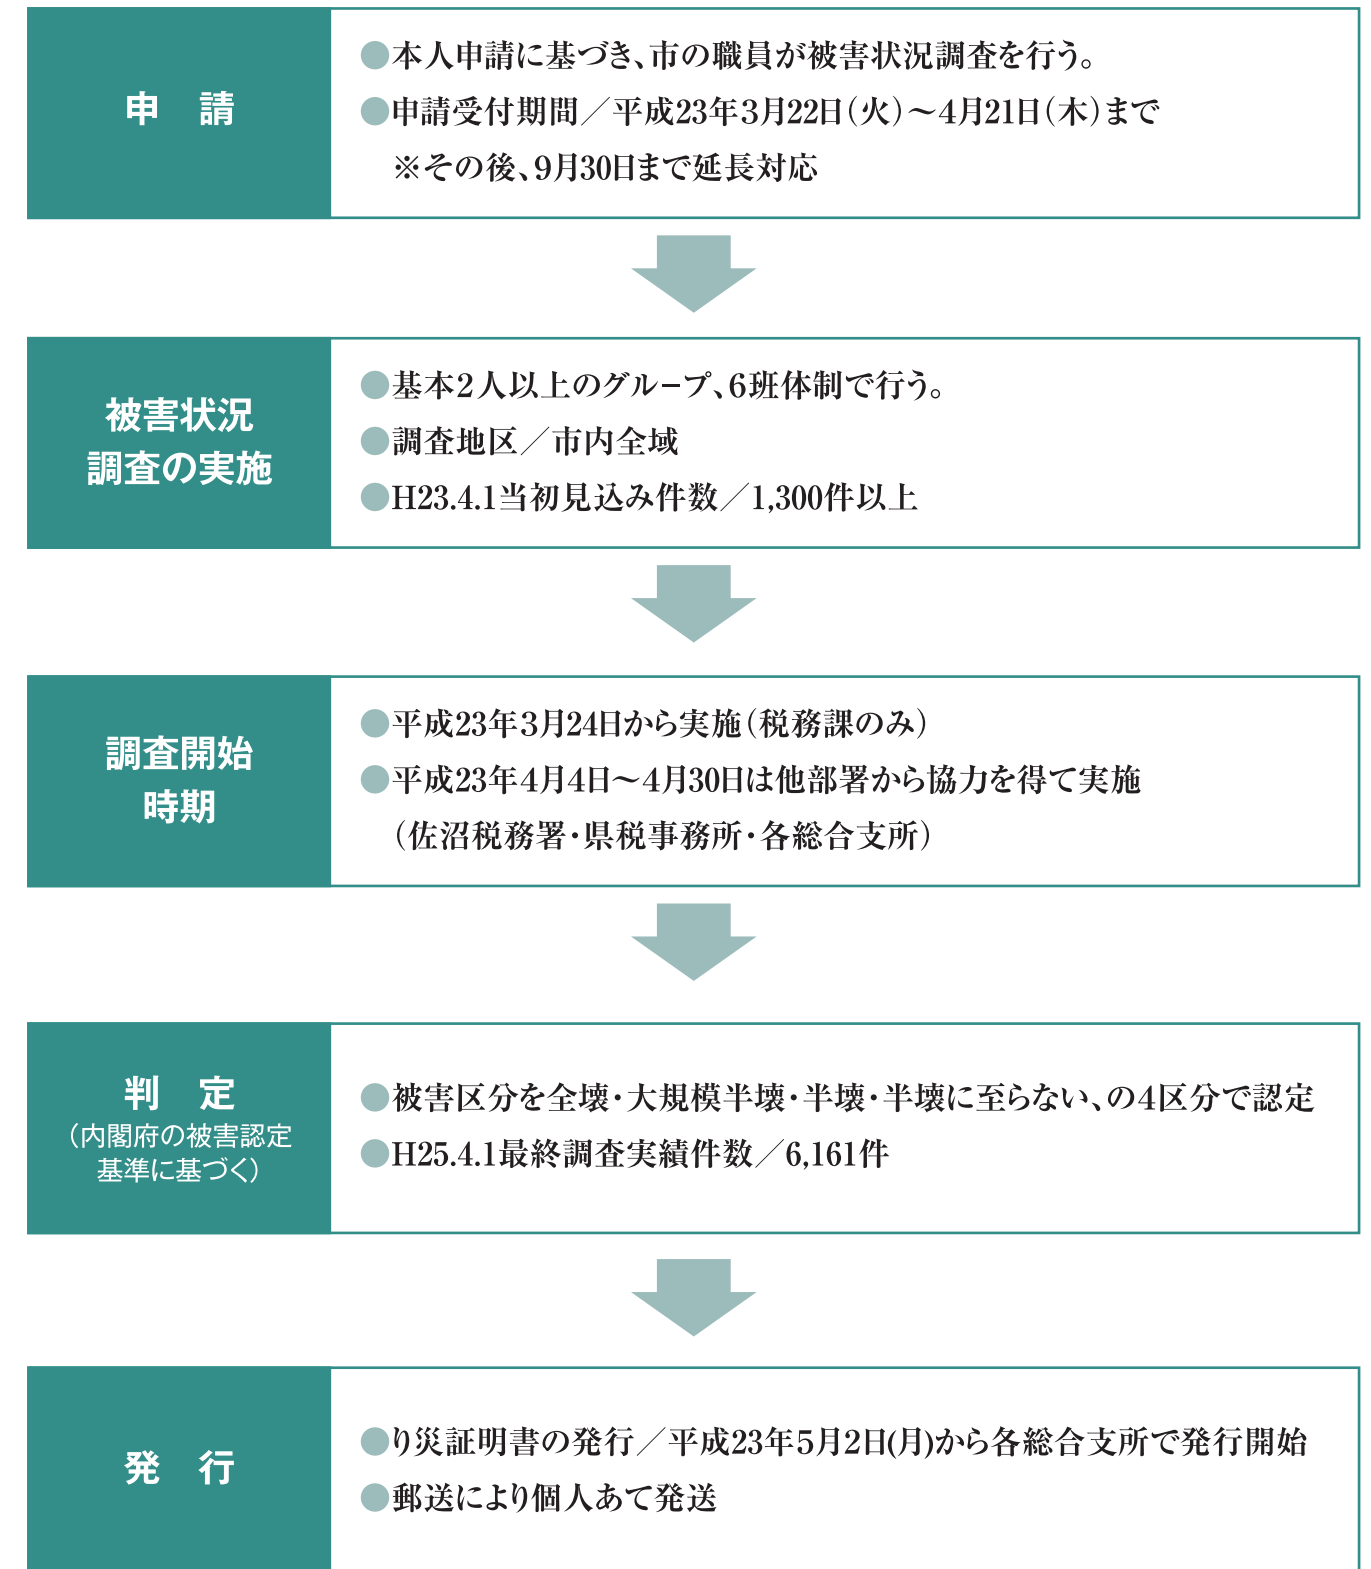 申　請
●本人申請に基づき、市の職員が被害状況調査を行う。
●申請受付期間／平成23年3月22日（火）～4月21日（木）まで
※その後、9月30日まで延長対応
被害状況
調査の実施
●基本2人以上のグループ、6班体制で行う。
●調査地区／市内全域
●H23.4.1当初見込み件数／1,300件以上
調査開始
時期
●平成23年3月24日から実施（税務課のみ）
●平成23年4月4日～4月30日は他部署から協力を得て実施
（佐沼税務署・県税事務所・各総合支所）
判　定
（内閣府の被害認定
基準に基づく）
●被害区分を全壊・大規模半壊・半壊・半壊に至らない、の4区分で認定
●H25.4.1最終調査実績件数／6,161件
発　行
●り災証明書の発行／平成23年5月2日(月)から各総合支所で発行開始
●郵送により個人あて発送